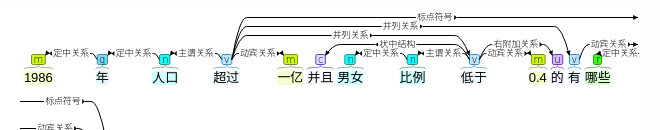 标点符号
并列关系
并列关系
状中结构 右附加关系 动宾关系
定中关系 定中关系 主谓关系 动宾关系 定中关系 主谓关系 定中关系
m q n v m c n n v m u v r
1986 年 人口 超过 一亿 并且 男女 比例 低于 0.4 的 有 哪些
标点符号
动宾关系